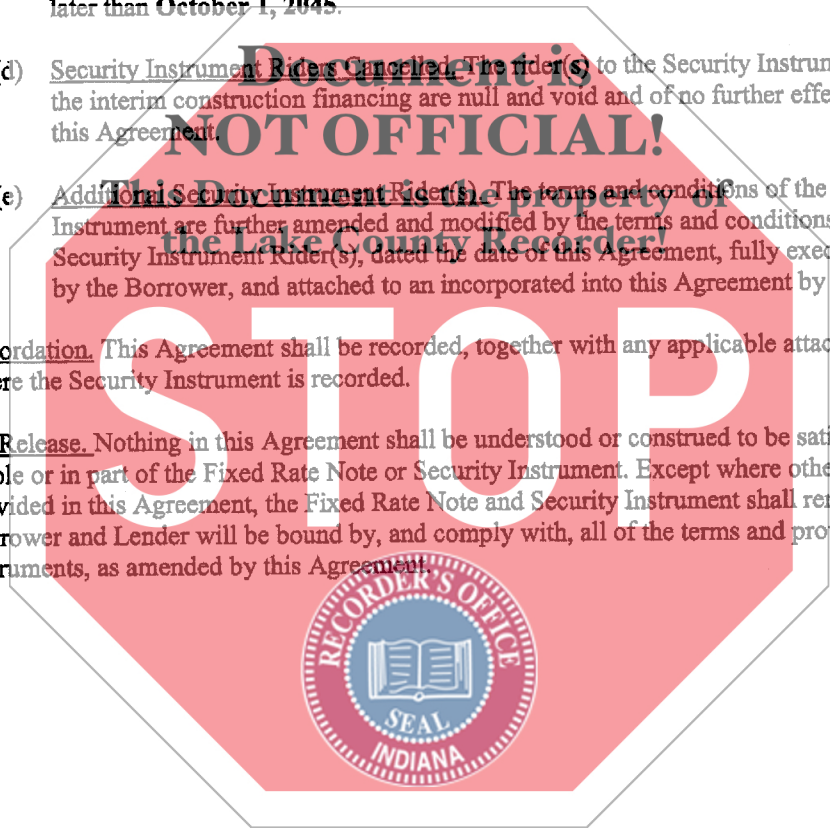 later than October 1, 2045.
Document is
(d) Security Instrument Riders Cancelled. The rider(s) to the Security Instrum
the interim construction financing are null and void and of no further effe
NOT OFFICIAL!
this Agreement.
This Document is the property of
(e) Additional Security Instrument Rider(s). The terms and conditions of the
Instrument are further amended and modified by the terms and conditions
the Lake County Recorder!
Security Instrument Rider(s), dated the date of this Agreement, fully exec
by the Borrower, and attached to an incorporated into this Agreement by
STOP
ordation. This Agreement shall be recorded, together with any applicable attac
ere the Security Instrument is recorded.
Release. Nothing in this Agreement shall be understood or construed to be sati
ole or in part of the Fixed Rate Note or Security Instrument. Except where othe
vided in this Agreement, the Fixed Rate Note and Security Instrument shall rem
rower and Lender will be bound by, and comply with, all of the terms and pro
ruments, as amended by this Agreement.
RECORDER'S OFFICE
SEAL
INDIANA